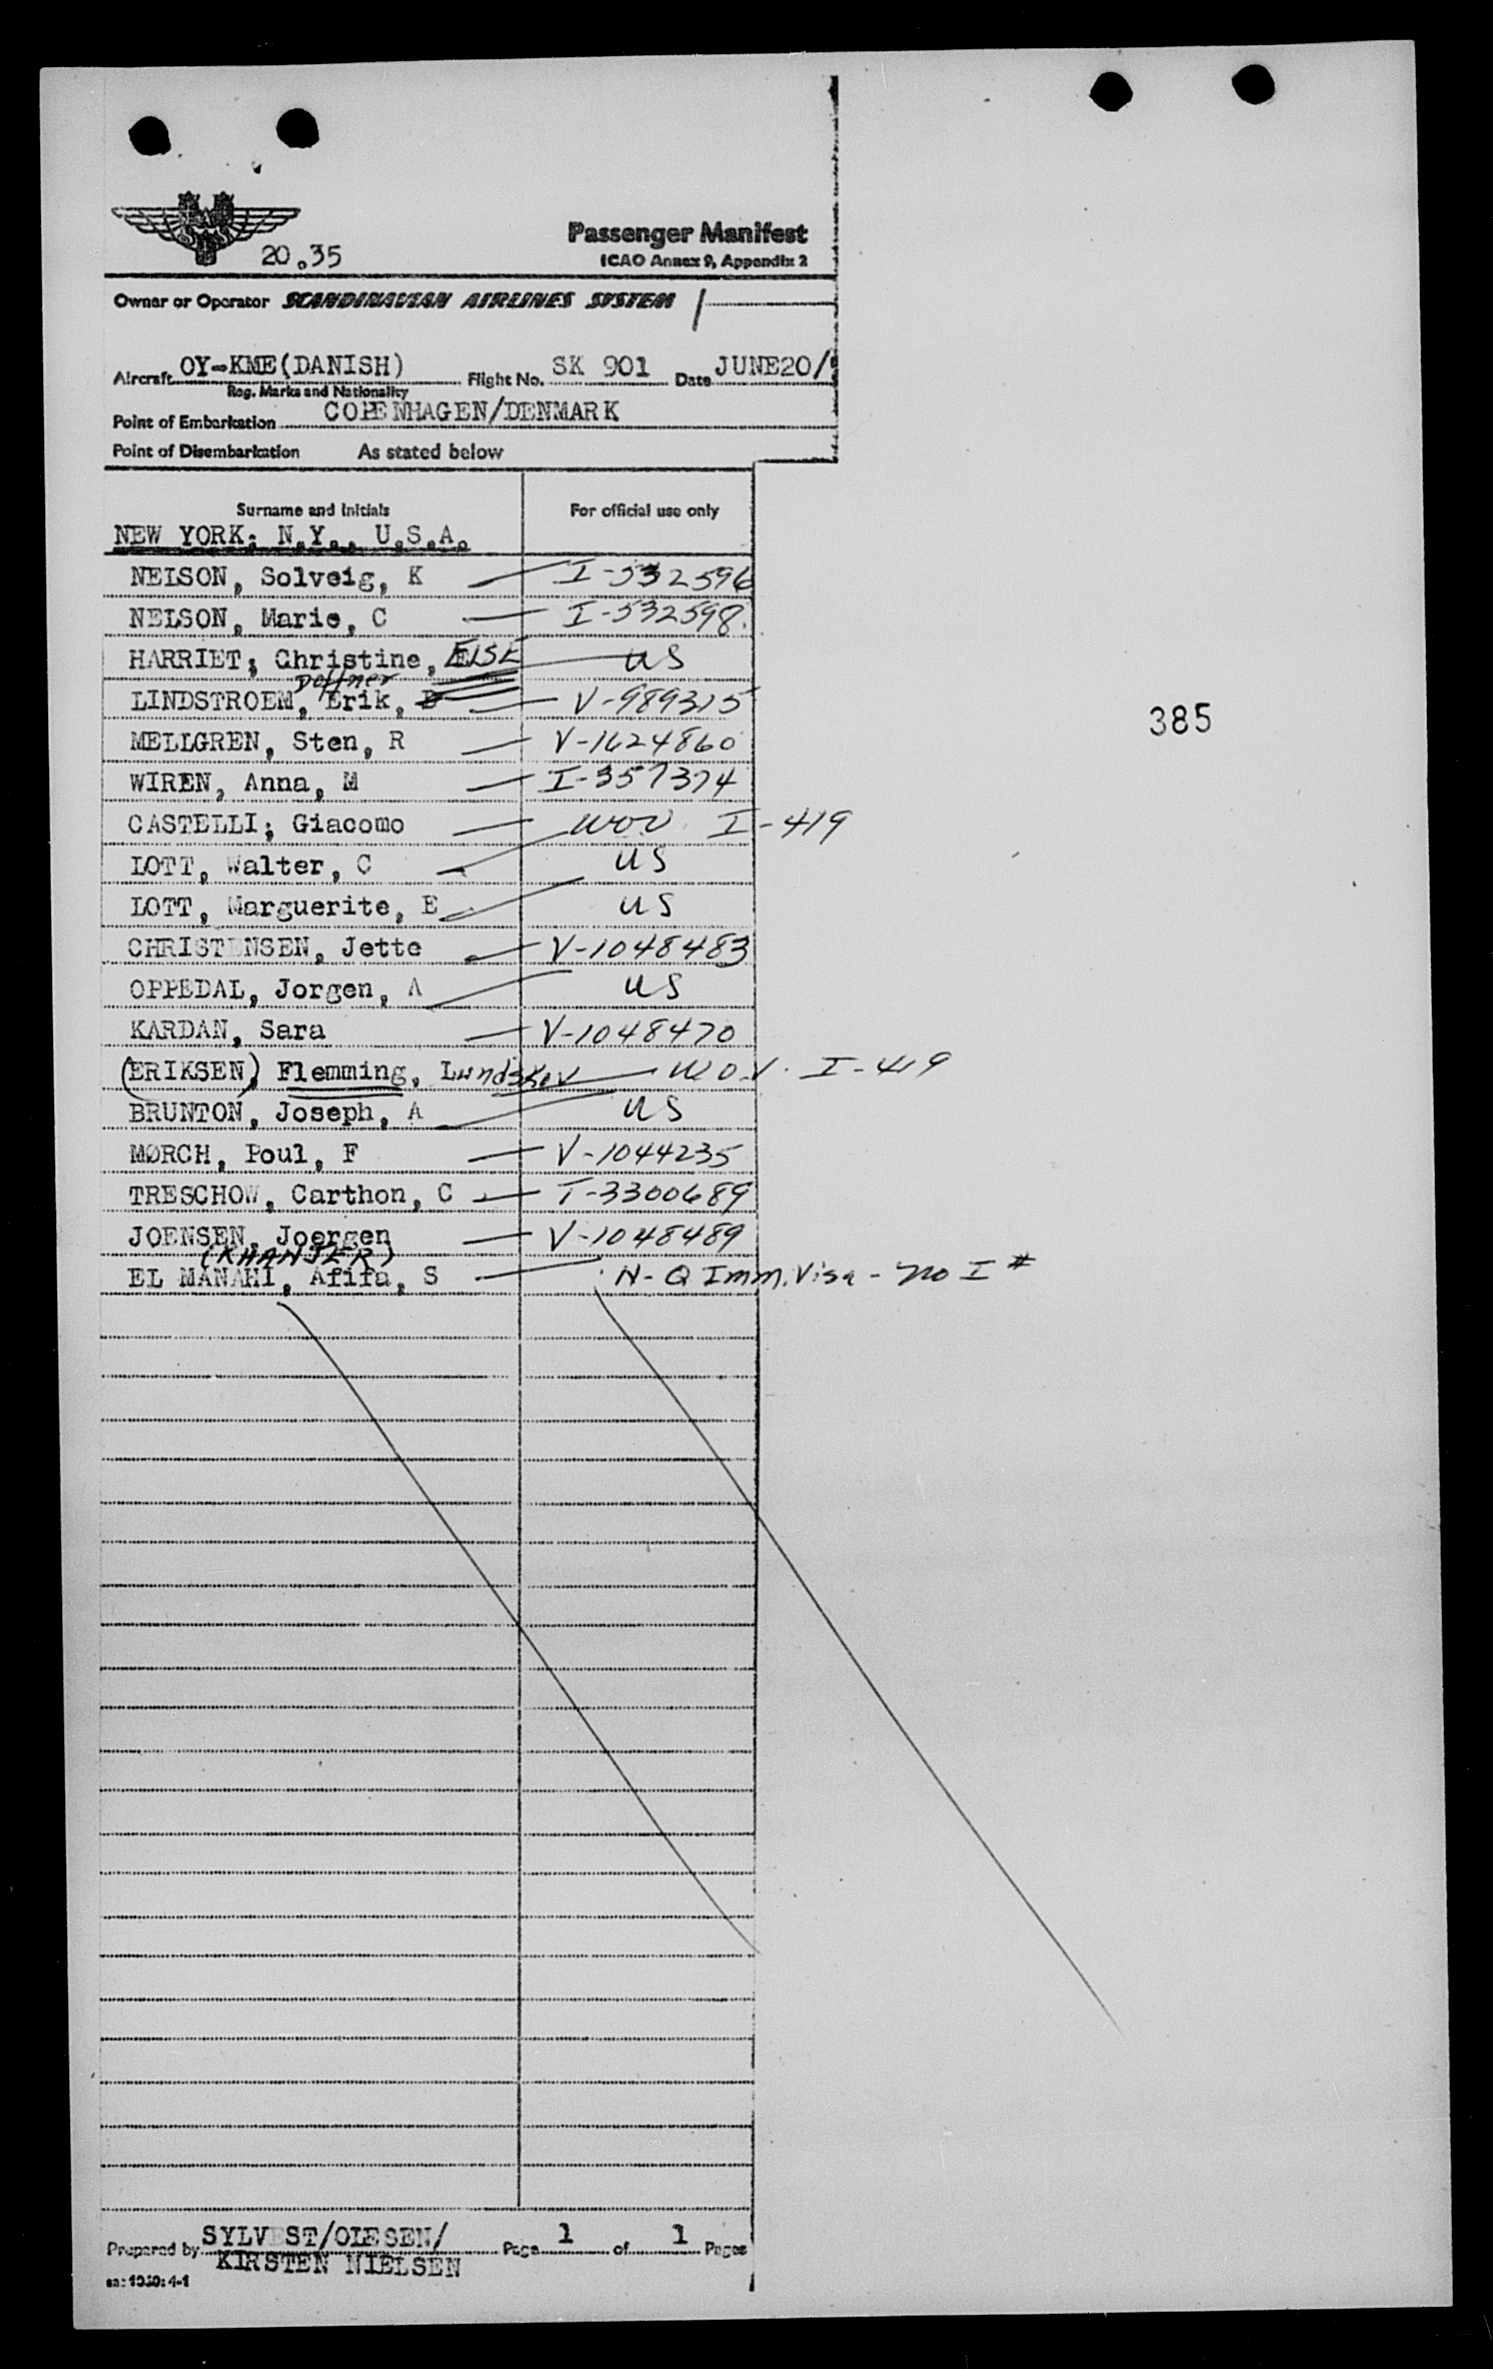 20.35
Passenger Manifest
ICAO Annex 9, Appendix 2
Owner or Operator SCANDINAVIAN AIRLINES SYSTEM
Aircraft OY-KME(DANISH) Flight No. SK 901 Date JUNE20/
Reg. Marks and Nationality
Point of Embarkation COPENHAGEN/DENMARK
Point of Disembarkation As stated below
Surname and Initials For official use only
NEW YORK; N.Y., U.S.A.
NELSON, Solveig, K I-532596
NELSON, Marie, C I-532598
HARRIET; Christine, ELSE US
Deffner
LINDSTROEM, Erik, V-989315
385
MELLGREN, Sten, R V-1624860
WIREN, Anna, M I-357374
CASTELLI; Giacomo WOV I-419
LOTT, Walter, C US
LOTT, Marguerite, E US
CHRISTENSEN, Jette V-1048483
OPPEDAL, Jorgen, A US
KARDAN, Sara V-1048470
(ERIKSEN) Flemming, Lundskov WOV. I-419
BRUNTON, Joseph, A US
MØRCH, Poul, F V-1044235
TRESCHOW, Carthon, C T-3300689
JOENSEN, Joergen V-1048489
(KHANJER)
EL MANAHI, Afifa, S N-Q Imm. Visa - no I #
Prepared by SYLVEST/OLESEN/ Page 1 of 1 Pages
KIRSTEN NIELSEN